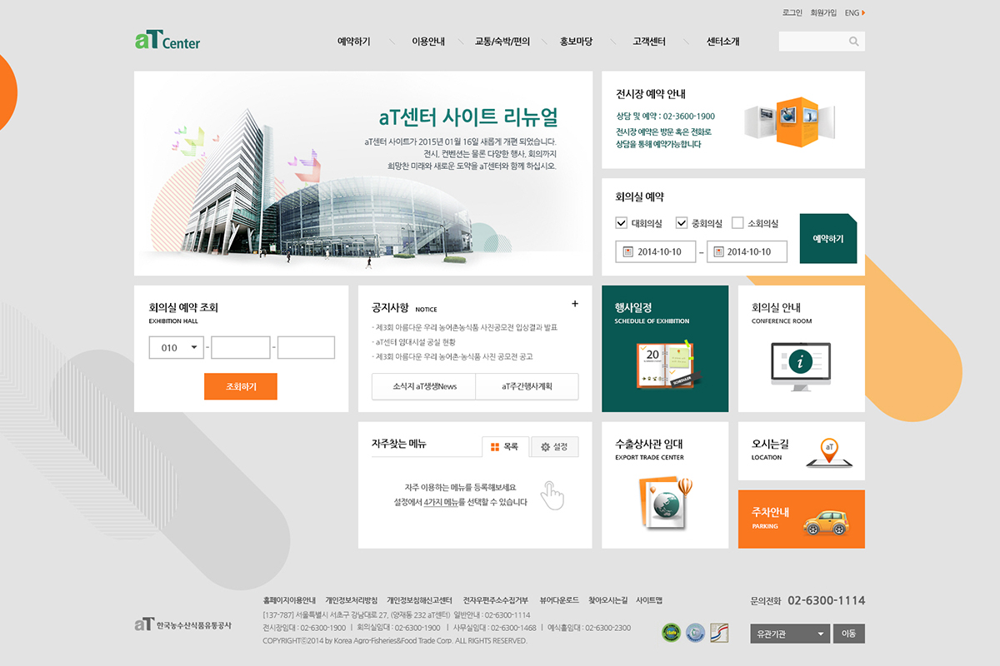 로그인 회원가입 ENG
aT Center
예약하기 이용안내 교통/숙박/편의 홍보마당 고객센터 센터소개
aT센터 사이트 리뉴얼
aT센터 사이트가 2015년 01월 16일 새롭게 개편 되었습니다.
전시, 컨벤션는 물론 다양한 행사, 회의까지
희망찬 미래와 새로운 도약을 aT센터와 함께 하십시오.
전시장 예약 안내
상담 및 예약 : 02-3600-1900
전시장 예약은 방문 혹은 전화로
상담을 통해 예약가능합니다
회의실 예약
대회의실 중회의실 소회의실
2014-10-10 – 2014-10-10
예약하기
회의실 예약 조회
EXHIBITION HALL
010 - -
조회하기
공지사항 NOTICE +
- 제3회 아름다운 우리 농어촌농식품 사진공모전 입상결과 발표
- aT센터 임대시설 공실 현황
- 제3회 아름다운 우리 농어촌·농식품 사진 공모전 공고
소식지 aT생생News aT주간행사계획
행사일정
SCHEDULE OF EXHIBITION
20
SCHEDULER
회의실 안내
CONFERENCE ROOM
i
자주찾는 메뉴
목록 설정
자주 이용하는 메뉴를 등록해보세요
설정에서 4가지 메뉴를 선택할 수 있습니다
수출상사관 임대
EXPORT TRADE CENTER
오시는길
LOCATION
aT
주차안내
PARKING
홈페이지이용안내 개인정보처리방침 개인정보침해신고센터 전자우편주소수집거부 뷰어다운로드 찾아오시는길 사이트맵
[137-787] 서울특별시 서초구 강남대로 27, (양재동 232 aT센터) 일반안내 : 02-6300-1114
전시장임대 : 02-6300-1900 | 회의실임대 : 02-6300-1900 | 사무실임대 : 02-6300-1468 | 예식홀임대 : 02-6300-2300
COPYRIGHTⓒ2014 by Korea Agro-Fisheries&Food Trade Corp. ALL RIGHTS RESERVED.
aT 한국농수산식품유통공사
문의전화 02-6300-1114
유관기관 이동